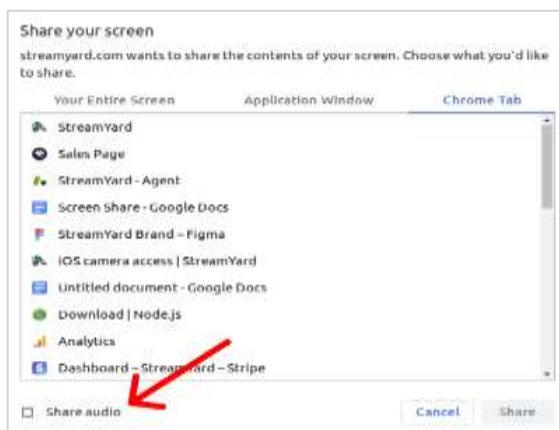 Share your screen
streamyard.com wants to share the contents of your screen. Choose what you'd like
to share.
Your Entire Screen Application Window Chrome Tab
StreamYard
Sales Page
StreamYard - Agent
Screen Share - Google Docs
StreamYard Brand – Figma
iOS camera access | StreamYard
Untitled document - Google Docs
Download | Node.js
Analytics
Dashboard – StreamYard – Stripe
Share audio Cancel Share